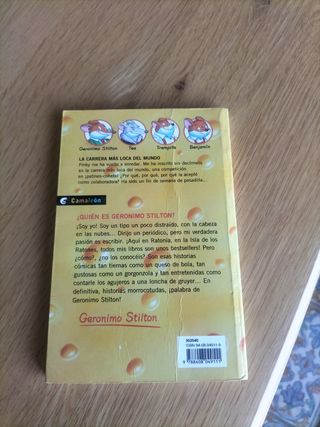 Geronimo Stilton Tea Trampita Benjamín
LA CARRERA MÁS LOCA DEL MUNDO
Pinky me ha vuelto a enredar. Me ha inscrito sin decírmelo
en la carrera más loca del mundo, una competición
en ¡patines-cohete! ¿Por qué, por qué, por qué la acepté
como colaboradora? Ha sido un fin de semana de pesadilla...
Camaleón
¿QUIÉN ES GERONIMO STILTON?
¡Soy yo! Soy un tipo un poco distraído, con la cabeza
en las nubes... Dirijo un periódico, pero mi verdadera
pasión es escribir. ¡Aquí en Ratonia, en la Isla de los
Ratones, todos mis libros son unos bestsellers! Pero
¿cómo?, ¿no los conocéis? Son esas historias
cómicas tan tiernas como un queso de bola, tan
gustosas como un gorgonzola y tan entretenidas como
contarle los agujeros a una loncha de gruyer... En
definitiva, historias morrocotudas, ¡palabra de
Geronimo Stilton!
Geronimo Stilton
9 788408 049111